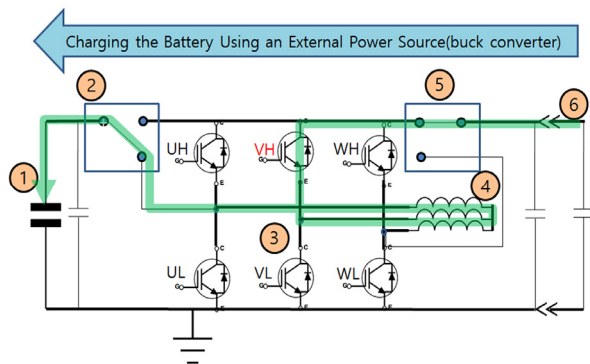 Charging the Battery Using an External Power Source(buck converter)
2
5
6
UH
VH
WH
C
C
C
G
G
G
E
E
E
1
4
3
UL
VL
WL
C
C
C
G
G
G
E
E
E